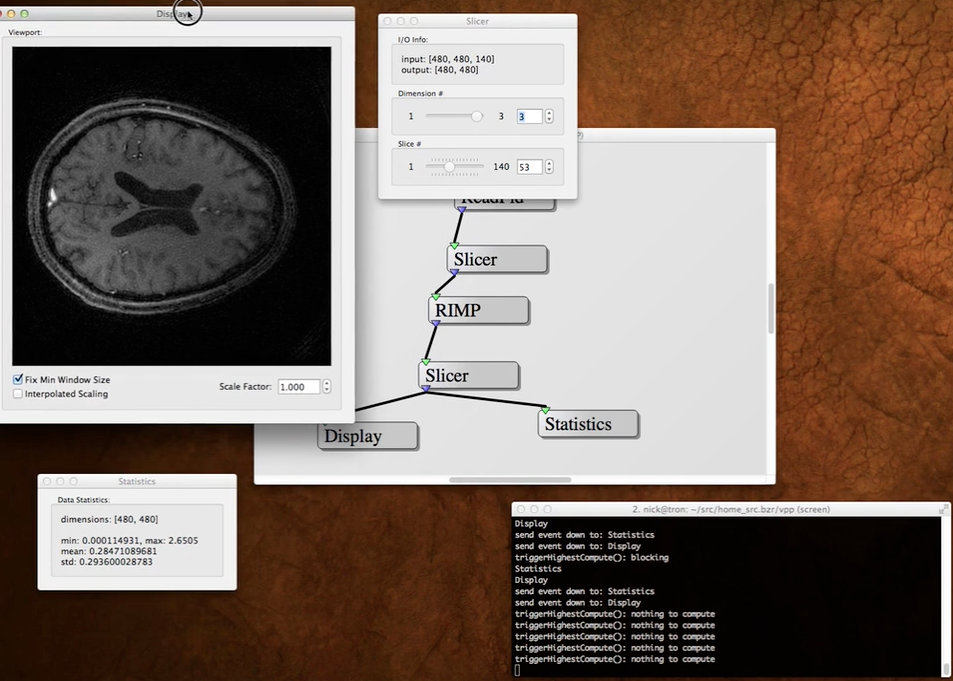 Display
Viewport:
Fix Min Window Size
Interpolated Scaling
Scale Factor: 1.000
Slicer
I/O Info:
input: [480, 480, 140]
output: [480, 480]
Dimension #
1 3 3
Slice #
1 140 53
ReadPfd
Slicer
RIMP
Slicer
Display
Statistics
Statistics
Data Statistics:
dimensions: [480, 480]
min: 0.000114931, max: 2.6505
mean: 0.28471089681
std: 0.293600028783
2. nick@tron: ~/src/home_src.bzr/vpp (screen)
Display
send event down to: Statistics
send event down to: Display
triggerHighestCompute(): blocking
Statistics
Display
send event down to: Statistics
send event down to: Display
triggerHighestCompute(): nothing to compute
triggerHighestCompute(): nothing to compute
triggerHighestCompute(): nothing to compute
triggerHighestCompute(): nothing to compute
triggerHighestCompute(): nothing to compute